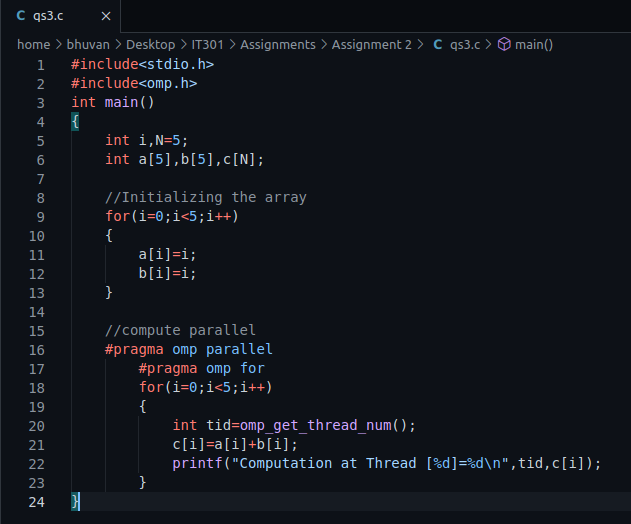 C qs3.c ×
home > bhuvan > Desktop > IT301 > Assignments > Assignment 2 > C qs3.c > main()
1 #include<stdio.h>
2 #include<omp.h>
3 int main()
4 {
5     int i,N=5;
6     int a[5],b[5],c[N];
7
8     //Initializing the array
9     for(i=0;i<5;i++)
10     {
11         a[i]=i;
12         b[i]=i;
13     }
14
15     //compute parallel
16     #pragma omp parallel
17         #pragma omp for
18         for(i=0;i<5;i++)
19         {
20             int tid=omp_get_thread_num();
21             c[i]=a[i]+b[i];
22             printf("Computation at Thread [%d]=%d\n",tid,c[i]);
23         }
24 }